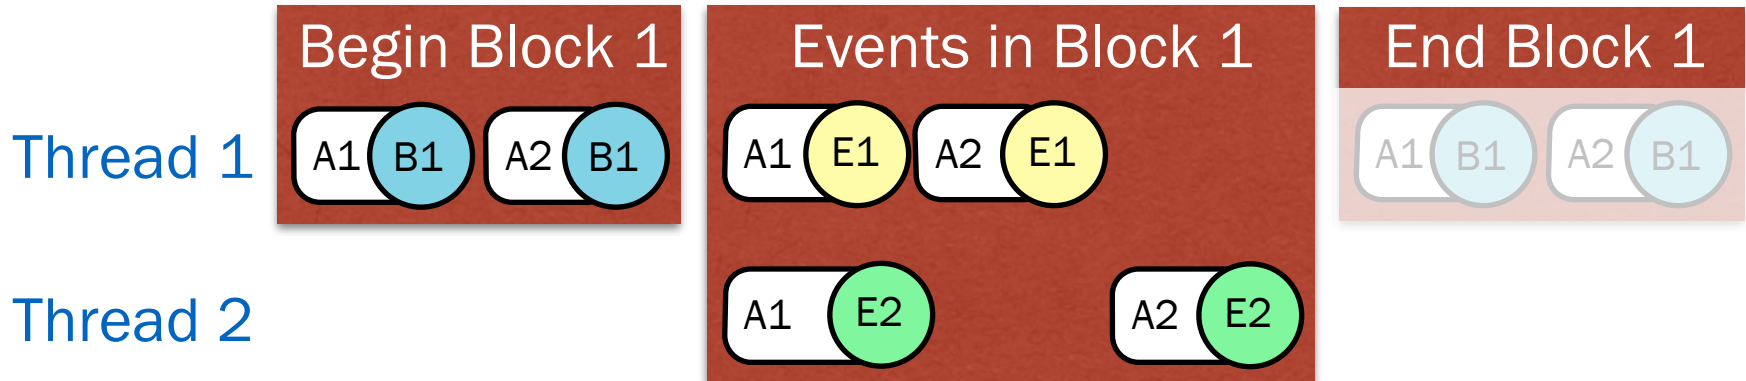 Begin Block 1 Events in Block 1 End Block 1
Thread 1 A1 B1 A2 B1 A1 E1 A2 E1 A1 B1 A2 B1
Thread 2 A1 E2 A2 E2